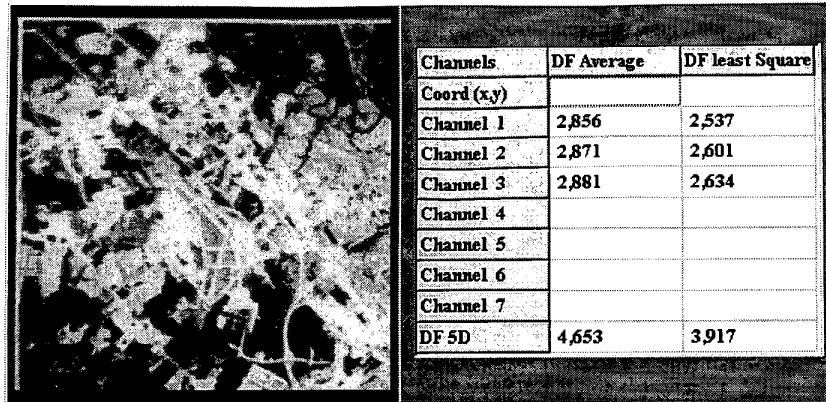 Channels DF Average DF least Square
Coord (x,y)
Channel 1 2,856 2,537
Channel 2 2,871 2,601
Channel 3 2,881 2,634
Channel 4
Channel 5
Channel 6
Channel 7
DF 5D 4,653 3,917